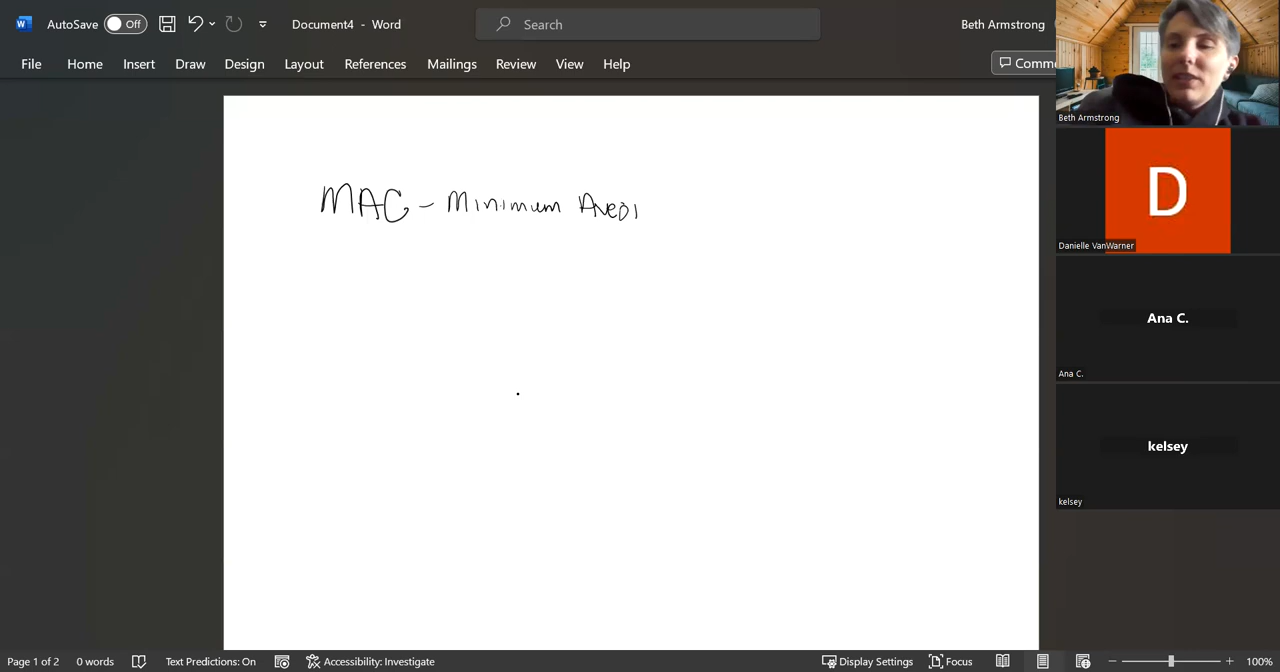 AutoSave Off Document4 - Word Search Beth Armstrong
File Home Insert Draw Design Layout References Mailings Review View Help Comm
Beth Armstrong
MAC - Minimum Aveol
D
Danielle VanWarner
Ana C.
Ana C.
kelsey
kelsey
Page 1 of 2 0 words Text Predictions: On Accessibility: Investigate Display Settings Focus 100%